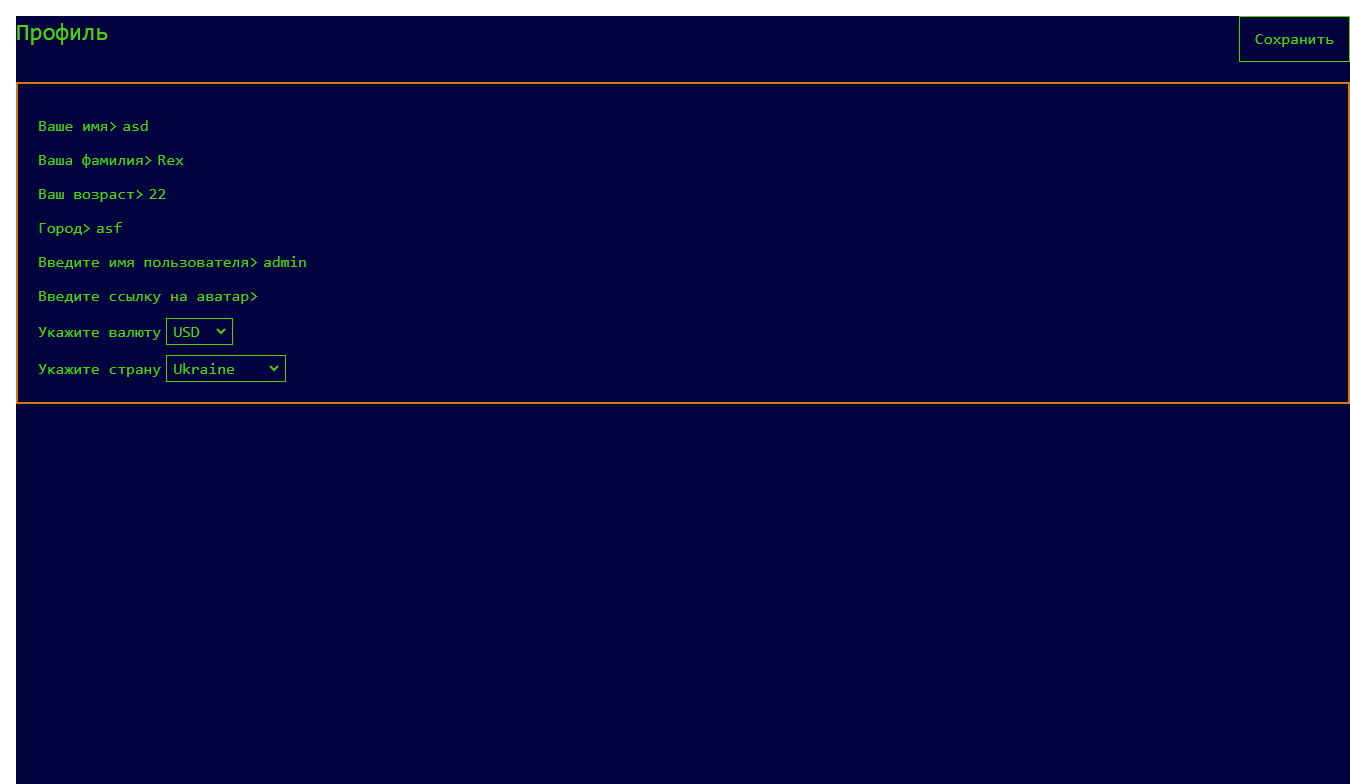 Профиль
Сохранить
Ваше имя> asd
Ваша фамилия> Rex
Ваш возраст> 22
Город> asf
Введите имя пользователя> admin
Введите ссылку на аватар>
Укажите валюту USD
Укажите страну Ukraine